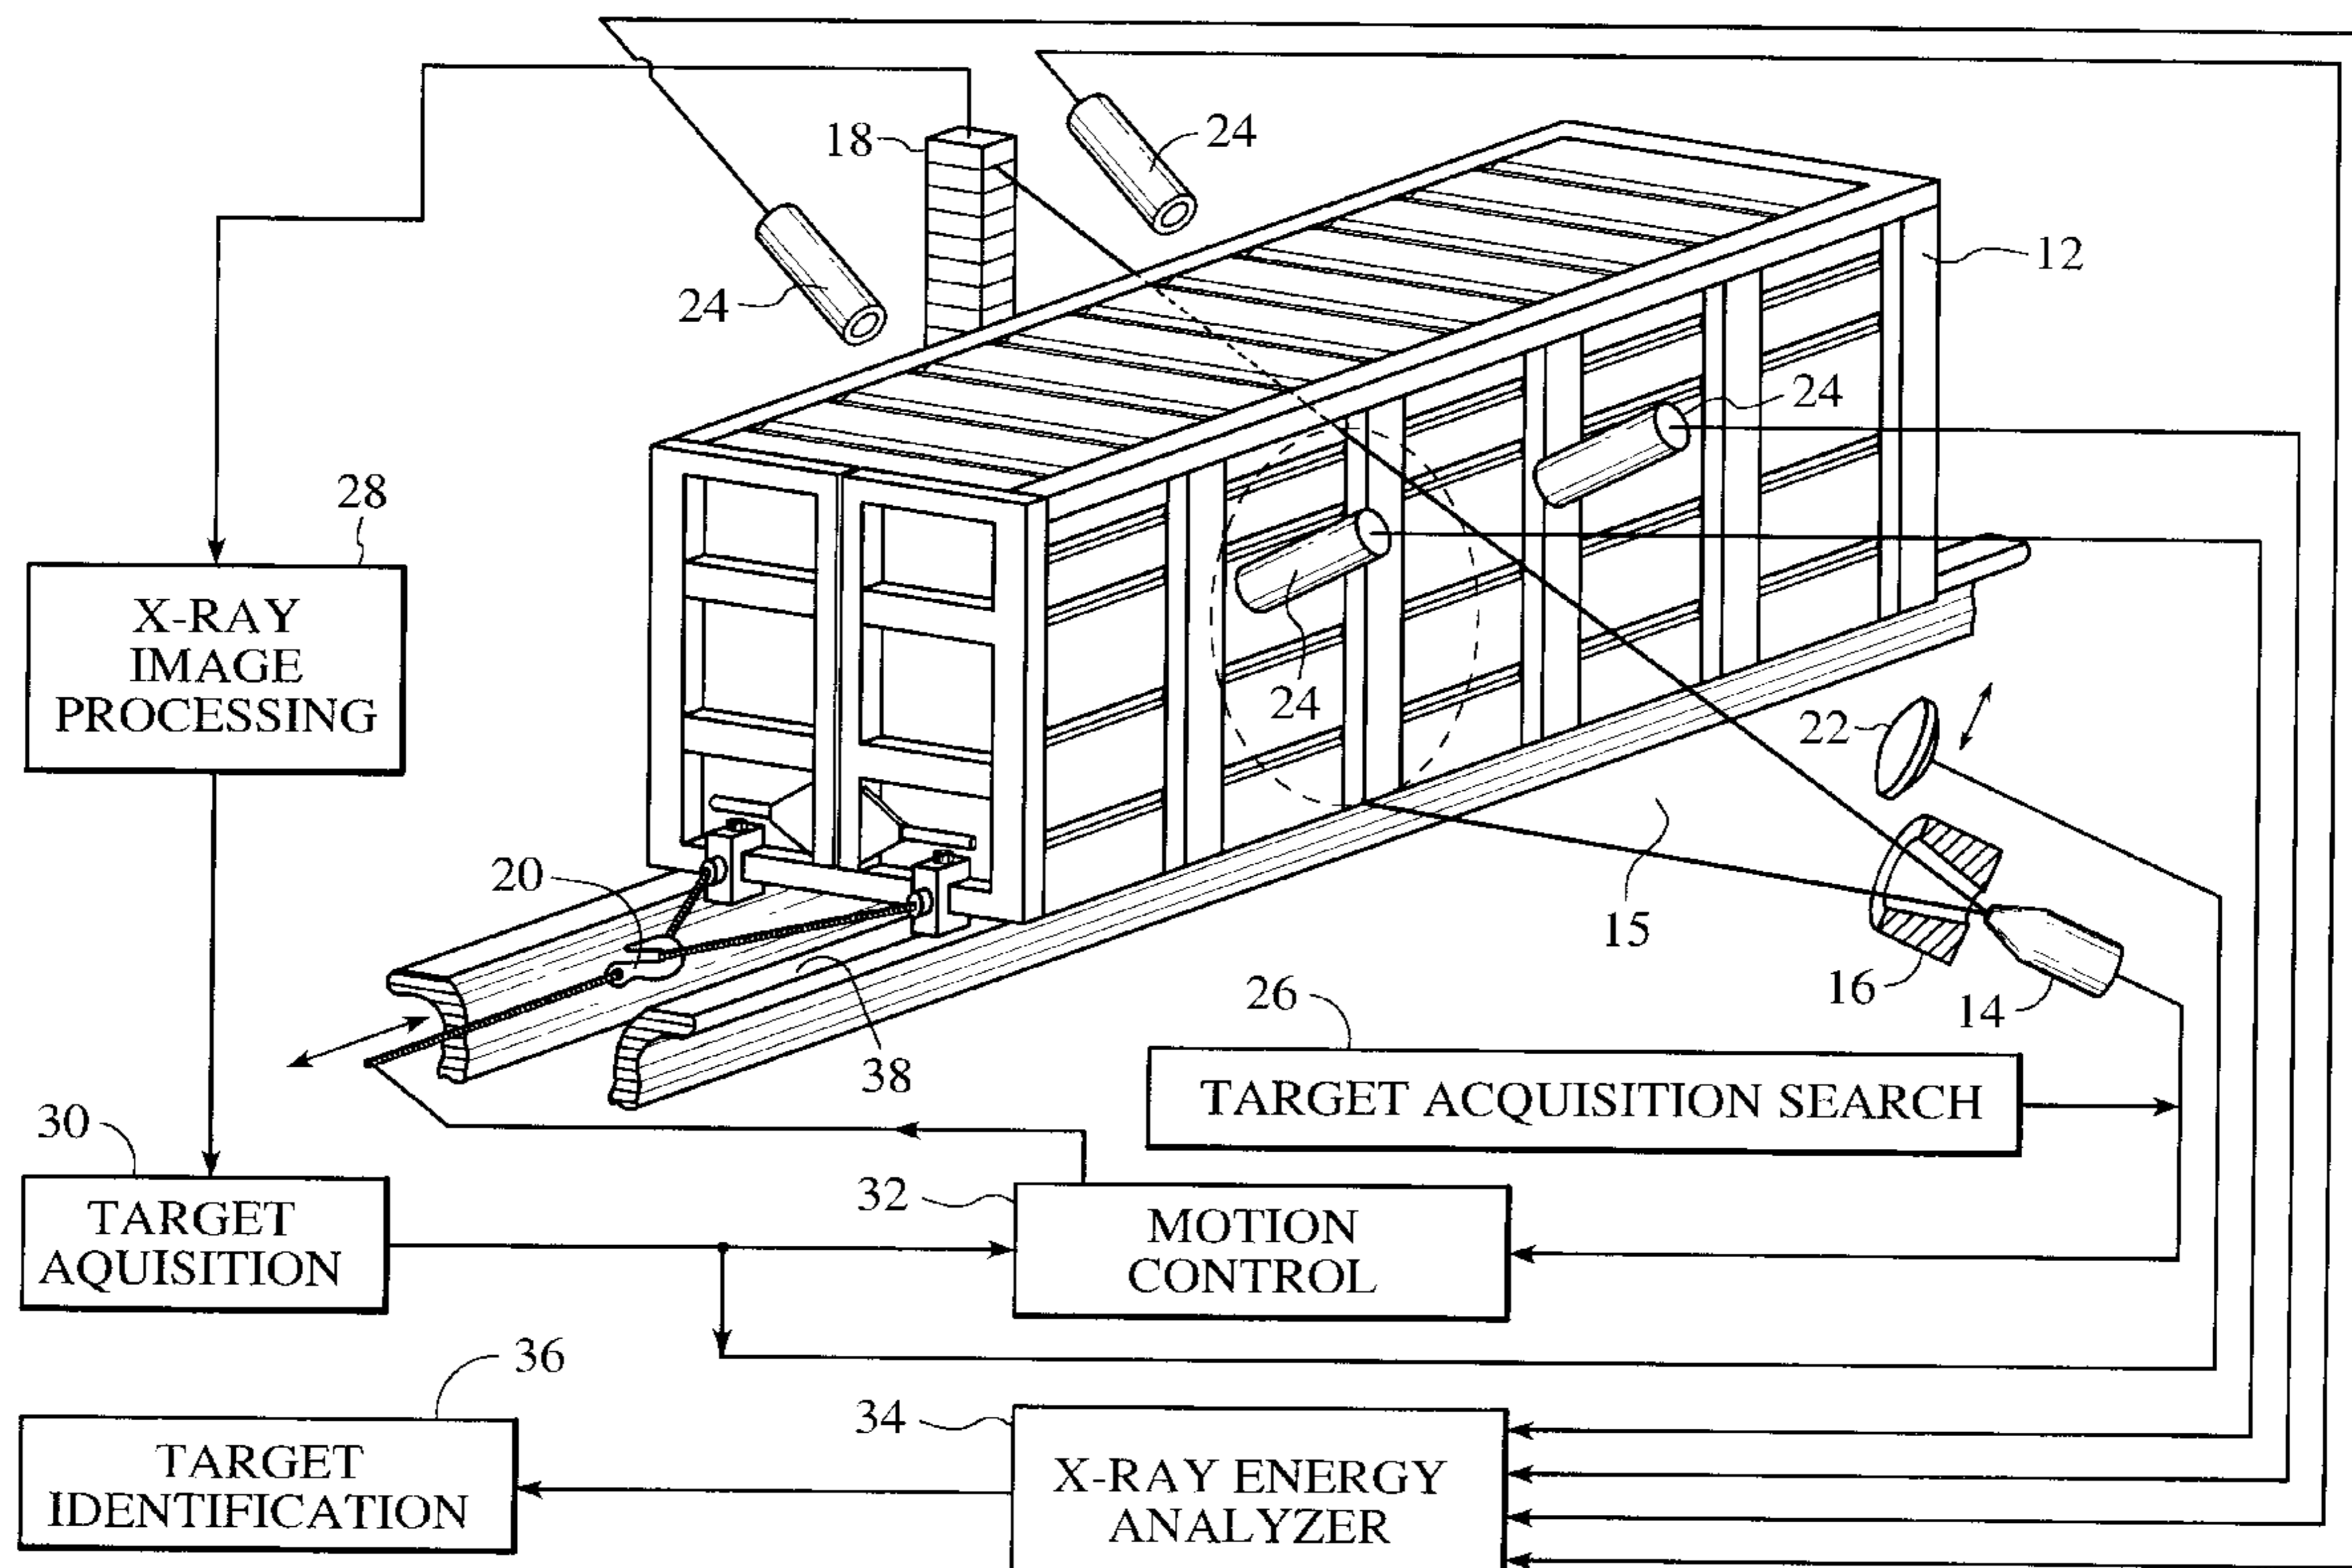 18
24
24
12
24
28
X-RAY
IMAGE
PROCESSING
24
22
20
15
16
14
26
38
TARGET ACQUISITION SEARCH
30
TARGET
AQUISITION
32
MOTION
CONTROL
36
TARGET
IDENTIFICATION
34
X-RAY ENERGY
ANALYZER